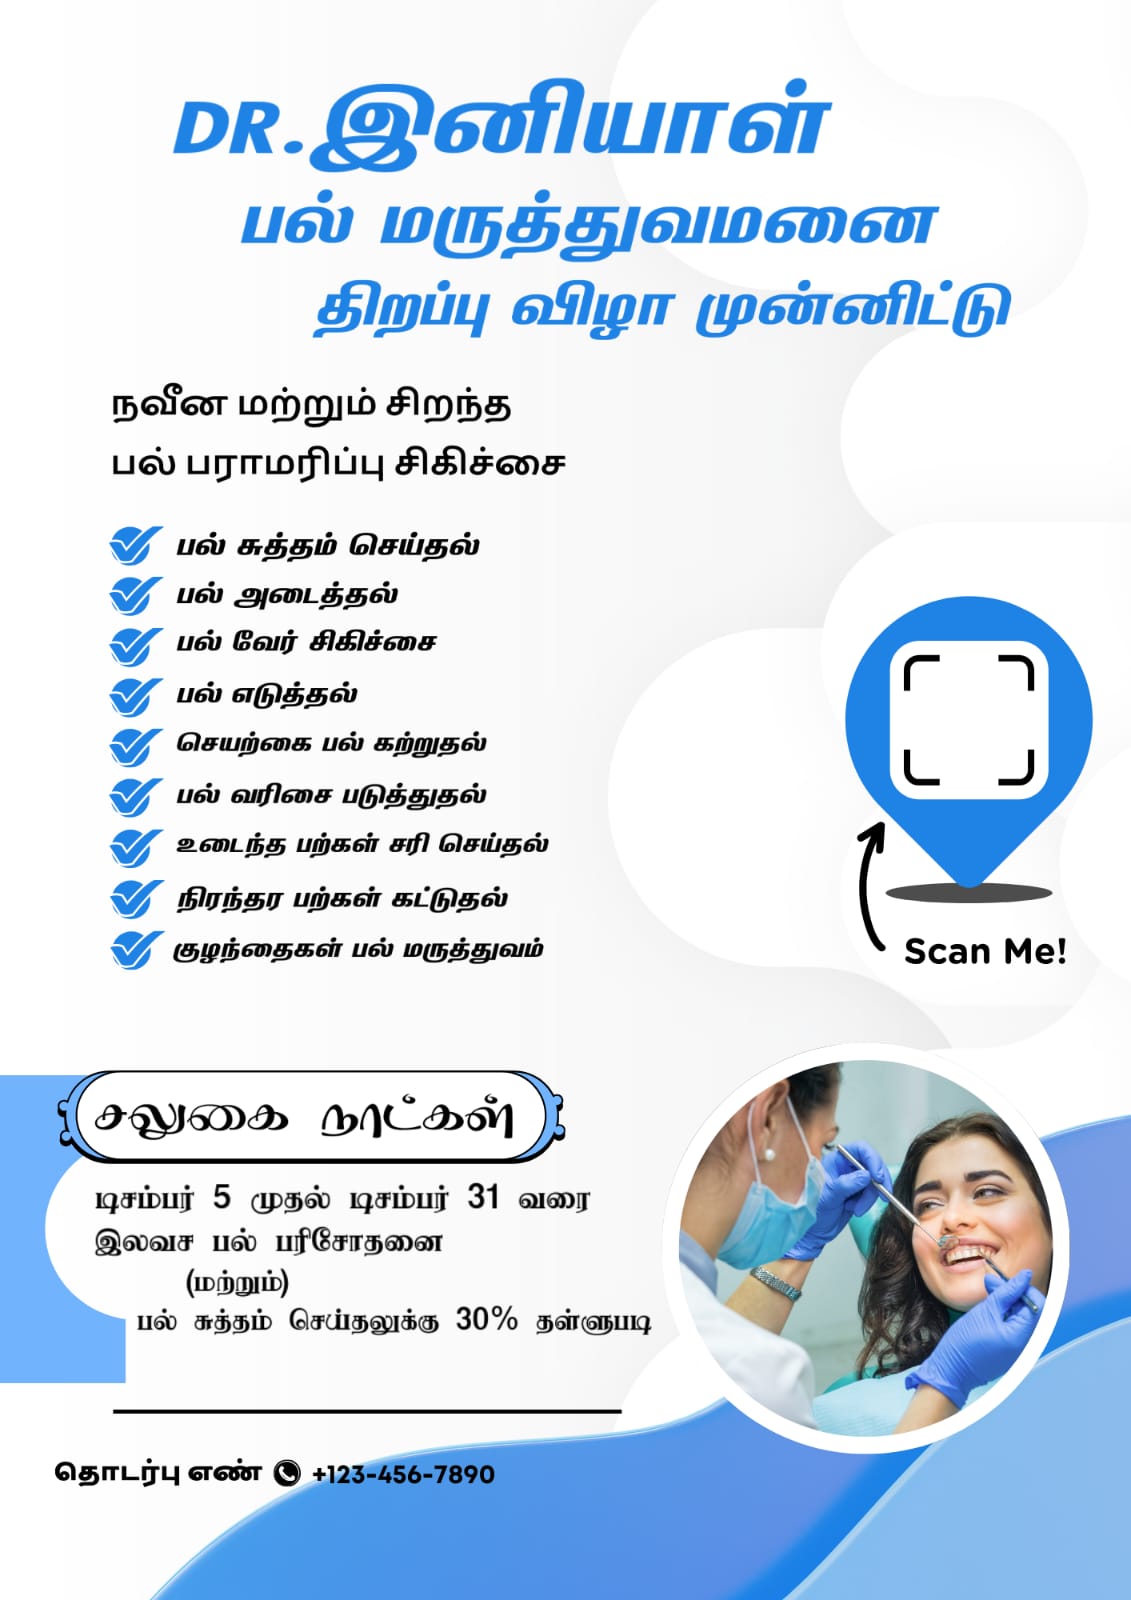 DR.இனியாள்
பல் மருத்துவமனை
திறப்பு விழா முன்னிட்டு
நவீன மற்றும் சிறந்த
பல் பராமரிப்பு சிகிச்சை
பல் சுத்தம் செய்தல்
பல் அடைத்தல்
பல் வேர் சிகிச்சை
பல் எடுத்தல்
செயற்கை பல் கற்றுதல்
பல் வரிசை படுத்துதல்
உடைந்த பற்கள் சரி செய்தல்
நிரந்தர பற்கள் கட்டுதல்
குழந்தைகள் பல் மருத்துவம்
Scan Me!
சலுகை நாட்கள்
டிசம்பர் 5 முதல் டிசம்பர் 31 வரை
இலவச பல் பரிசோதனை
(மற்றும்)
பல் சுத்தம் செய்தலுக்கு 30% தள்ளுபடி
தொடர்பு எண் +123-456-7890